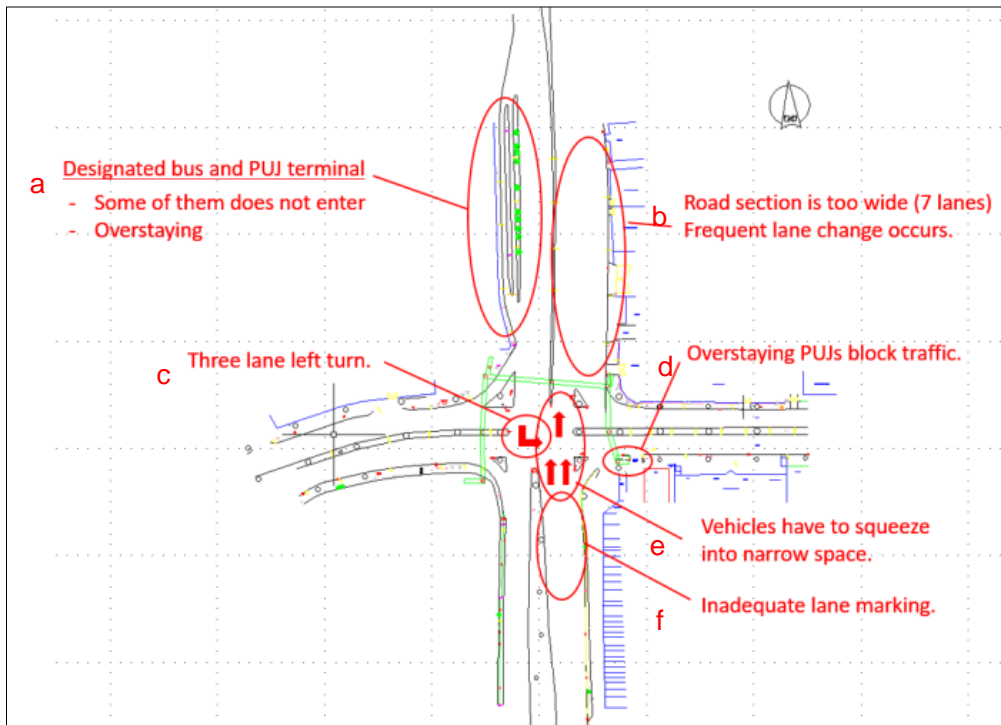 a
Designated bus and PUJ terminal
- Some of them does not enter
- Overstaying
b
Road section is too wide (7 lanes)
Frequent lane change occurs.
c
Three lane left turn.
d
Overstaying PUJs block traffic.
e
Vehicles have to squeeze
into narrow space.
f
Inadequate lane marking.